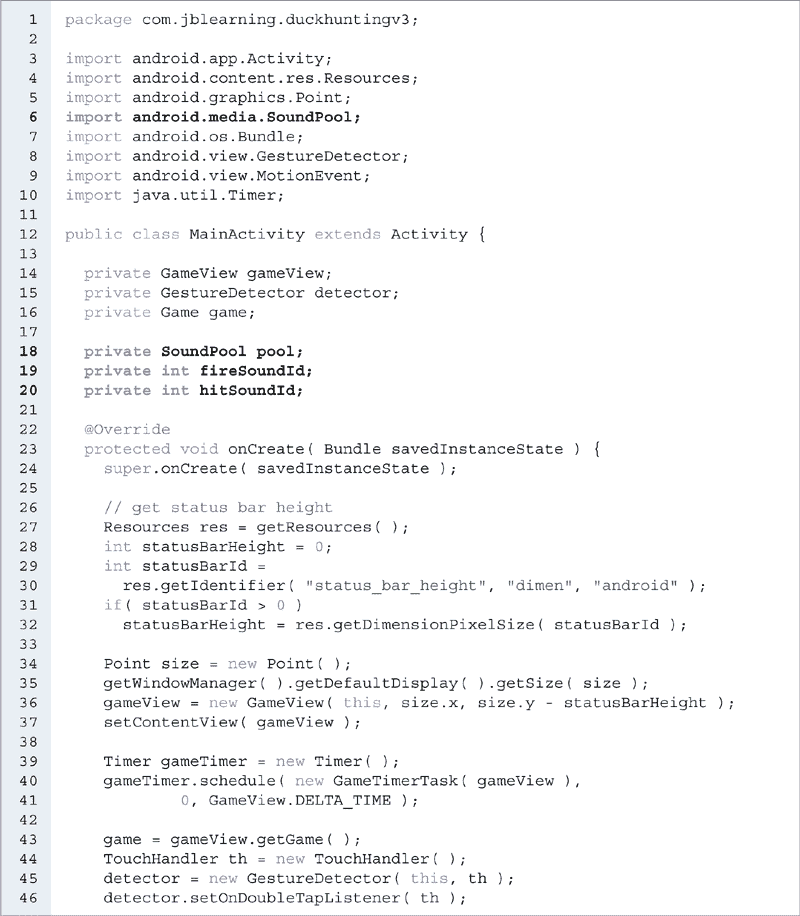 1 package com.jblearning.duckhuntingv3;
2
3 import android.app.Activity;
4 import android.content.res.Resources;
5 import android.graphics.Point;
6 import android.media.SoundPool;
7 import android.os.Bundle;
8 import android.view.GestureDetector;
9 import android.view.MotionEvent;
10 import java.util.Timer;
11
12 public class MainActivity extends Activity {
13
14   private GameView gameView;
15   private GestureDetector detector;
16   private Game game;
17
18   private SoundPool pool;
19   private int fireSoundId;
20   private int hitSoundId;
21
22   @Override
23   protected void onCreate( Bundle savedInstanceState ) {
24     super.onCreate( savedInstanceState );
25
26     // get status bar height
27     Resources res = getResources( );
28     int statusBarHeight = 0;
29     int statusBarId =
30       res.getIdentifier( "status_bar_height", "dimen", "android" );
31     if( statusBarId > 0 )
32       statusBarHeight = res.getDimensionPixelSize( statusBarId );
33
34     Point size = new Point( );
35     getWindowManager( ).getDefaultDisplay( ).getSize( size );
36     gameView = new GameView( this, size.x, size.y - statusBarHeight );
37     setContentView( gameView );
38
39     Timer gameTimer = new Timer( );
40     gameTimer.schedule( new GameTimerTask( gameView ),
41             0, GameView.DELTA_TIME );
42
43     game = gameView.getGame( );
44     TouchHandler th = new TouchHandler( );
45     detector = new GestureDetector( this, th );
46     detector.setOnDoubleTapListener( th );